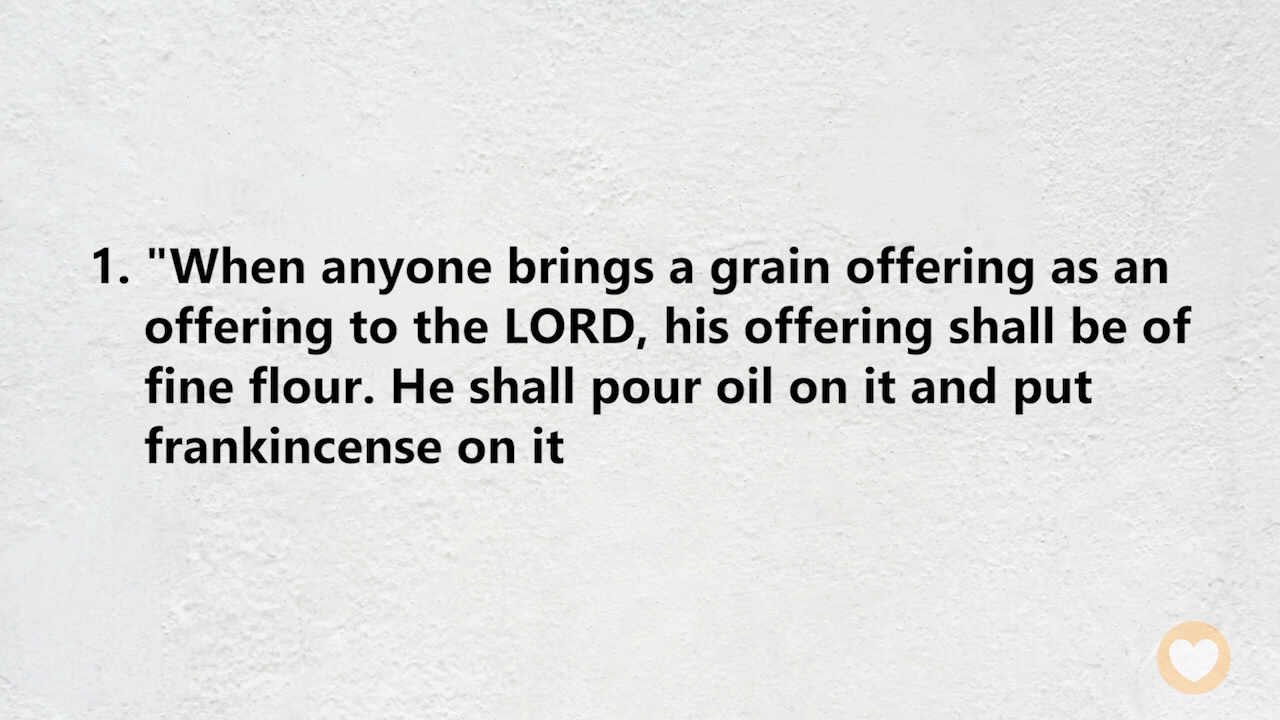 1. "When anyone brings a grain offering as an
offering to the LORD, his offering shall be of
fine flour. He shall pour oil on it and put
frankincense on it